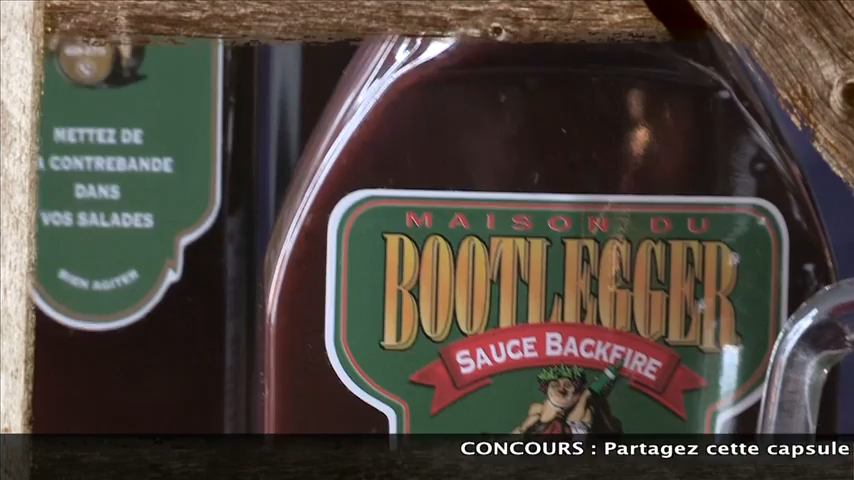 METTEZ DE
CONTREBANDE
DANS
VOS SALADES
BIEN AGITER
MAISON DU
BOOTLEGGER
SAUCE BACKFIRE
CONCOURS : Partagez cette capsule